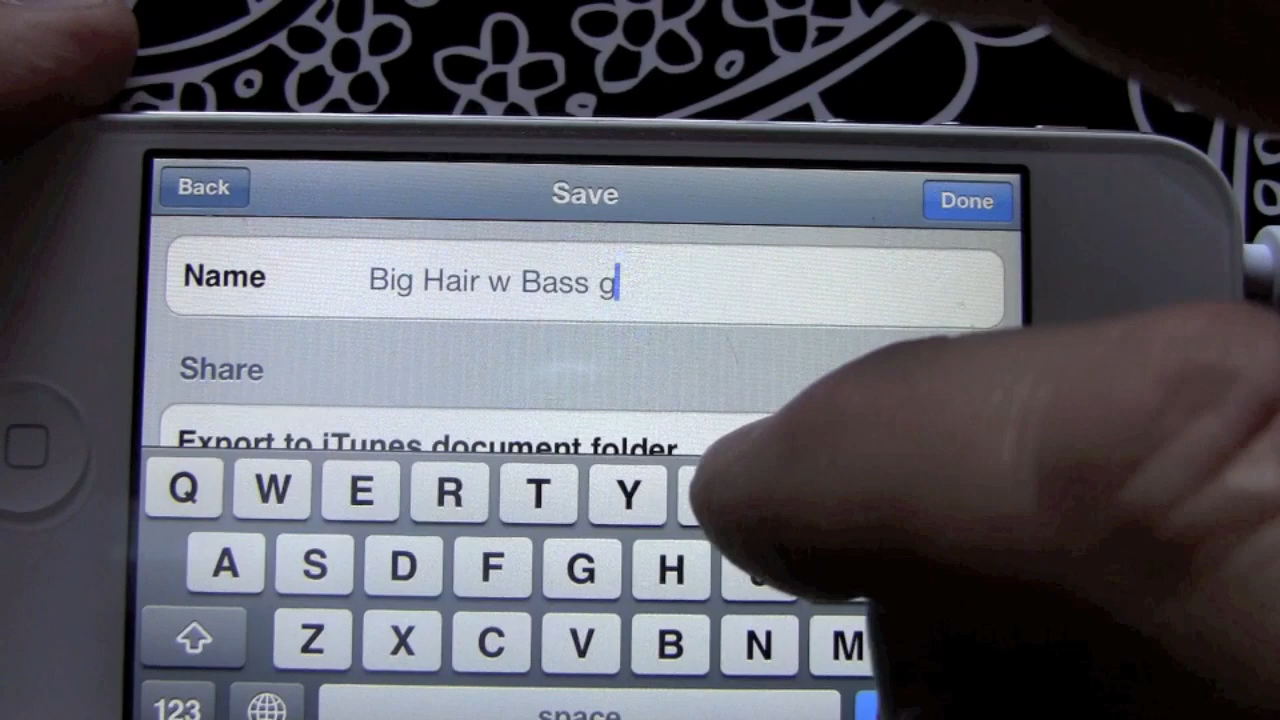 Back Save Done
Name Big Hair w Bass g
Share
Export to iTunes document folder
Q W E R T Y
A S D F G H
Z X C V B N M
123 space